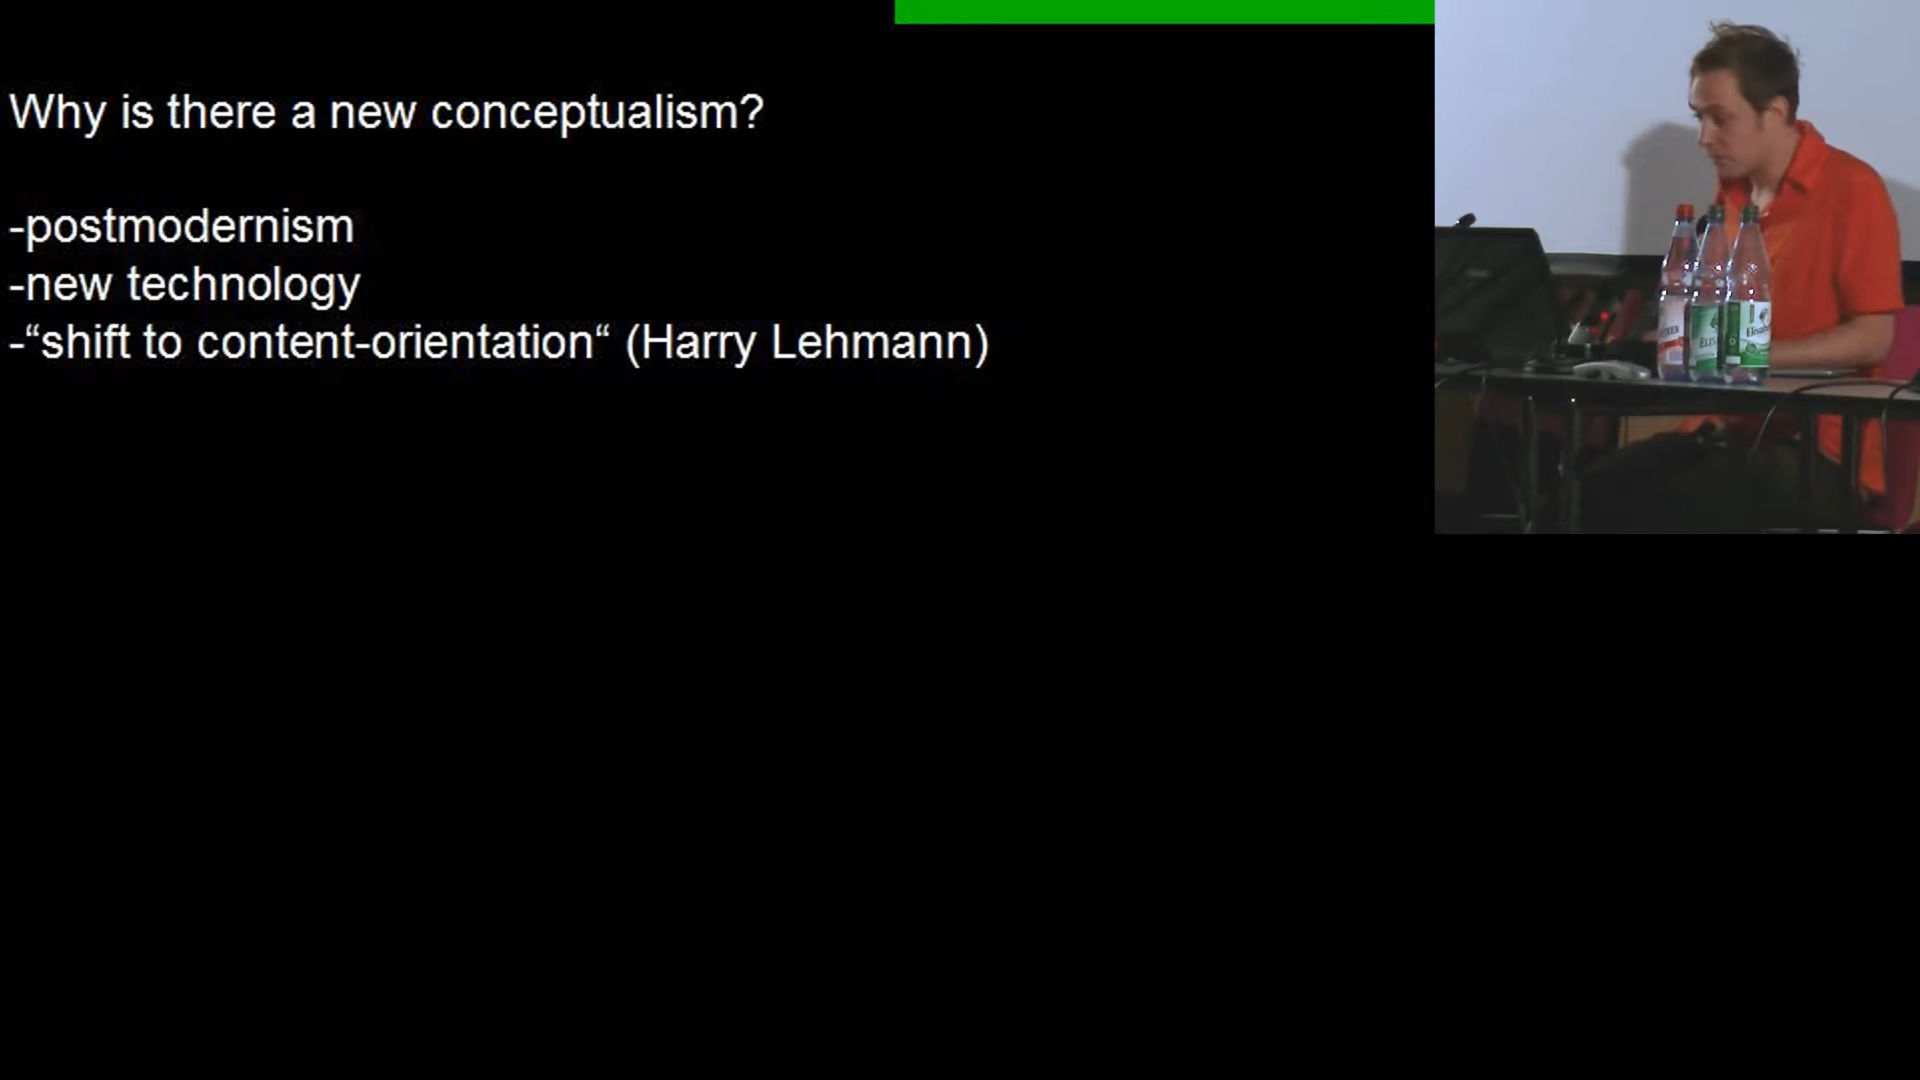 Why is there a new conceptualism?
-postmodernism
-new technology
-“shift to content-orientation“ (Harry Lehmann)